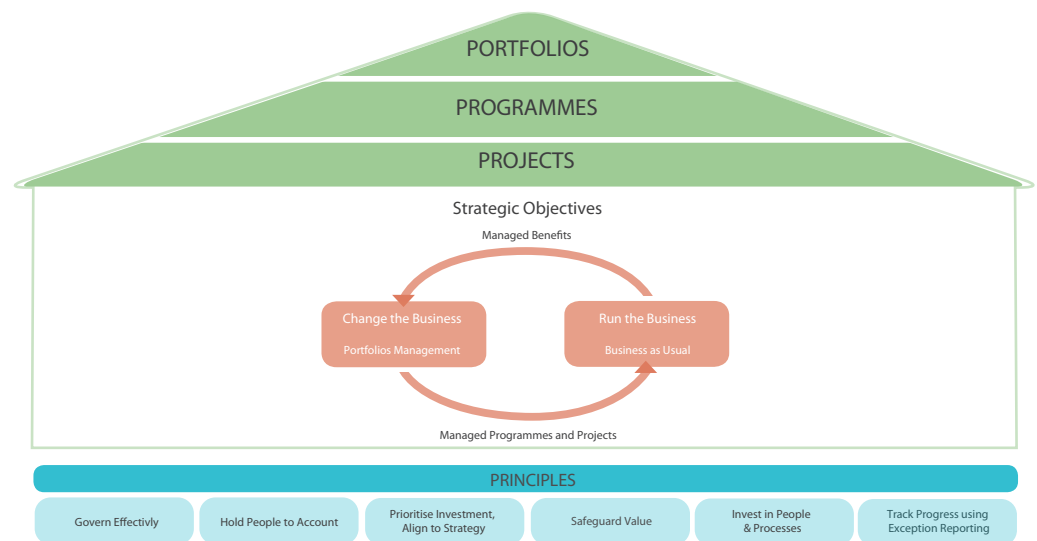 PORTFOLIOS
PROGRAMMES
PROJECTS
Strategic Objectives
Managed Benefits
Change the Business
Portfolios Management
Run the Business
Business as Usual
Managed Programmes and Projects
PRINCIPLES
Govern Effectivly
Hold People to Account
Prioritise Investment,
Align to Strategy
Safeguard Value
Invest in People
& Processes
Track Progress using
Exception Reporting